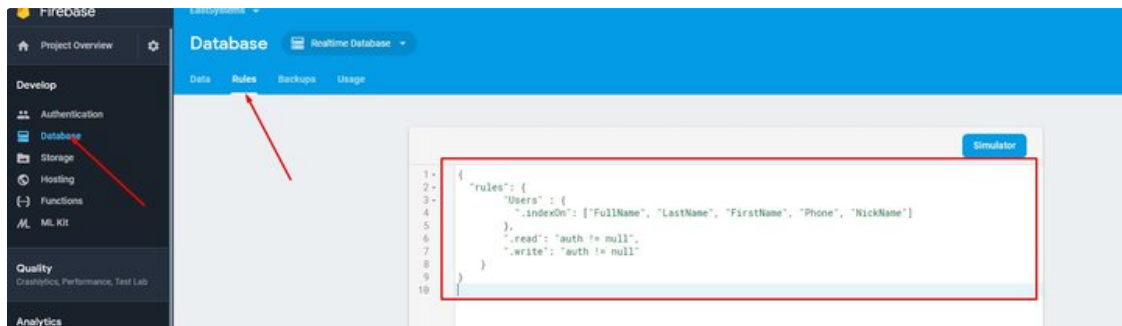 Firebase
Project Overview
Develop
Authentication
Database
Storage
Hosting
Functions
ML Kit
Quality
Crashlytics, Performance, Test Lab
Analytics
Database Realtime Database
Data Rules Backups Usage
Simulator
1 {
2 "rules": {
3 "Users" : {
4 ".indexOn": ["FullName", "LastName", "FirstName", "Phone", "NickName"]
5 },
6 ".read": "auth != null",
7 ".write": "auth != null"
8 }
9 }
10